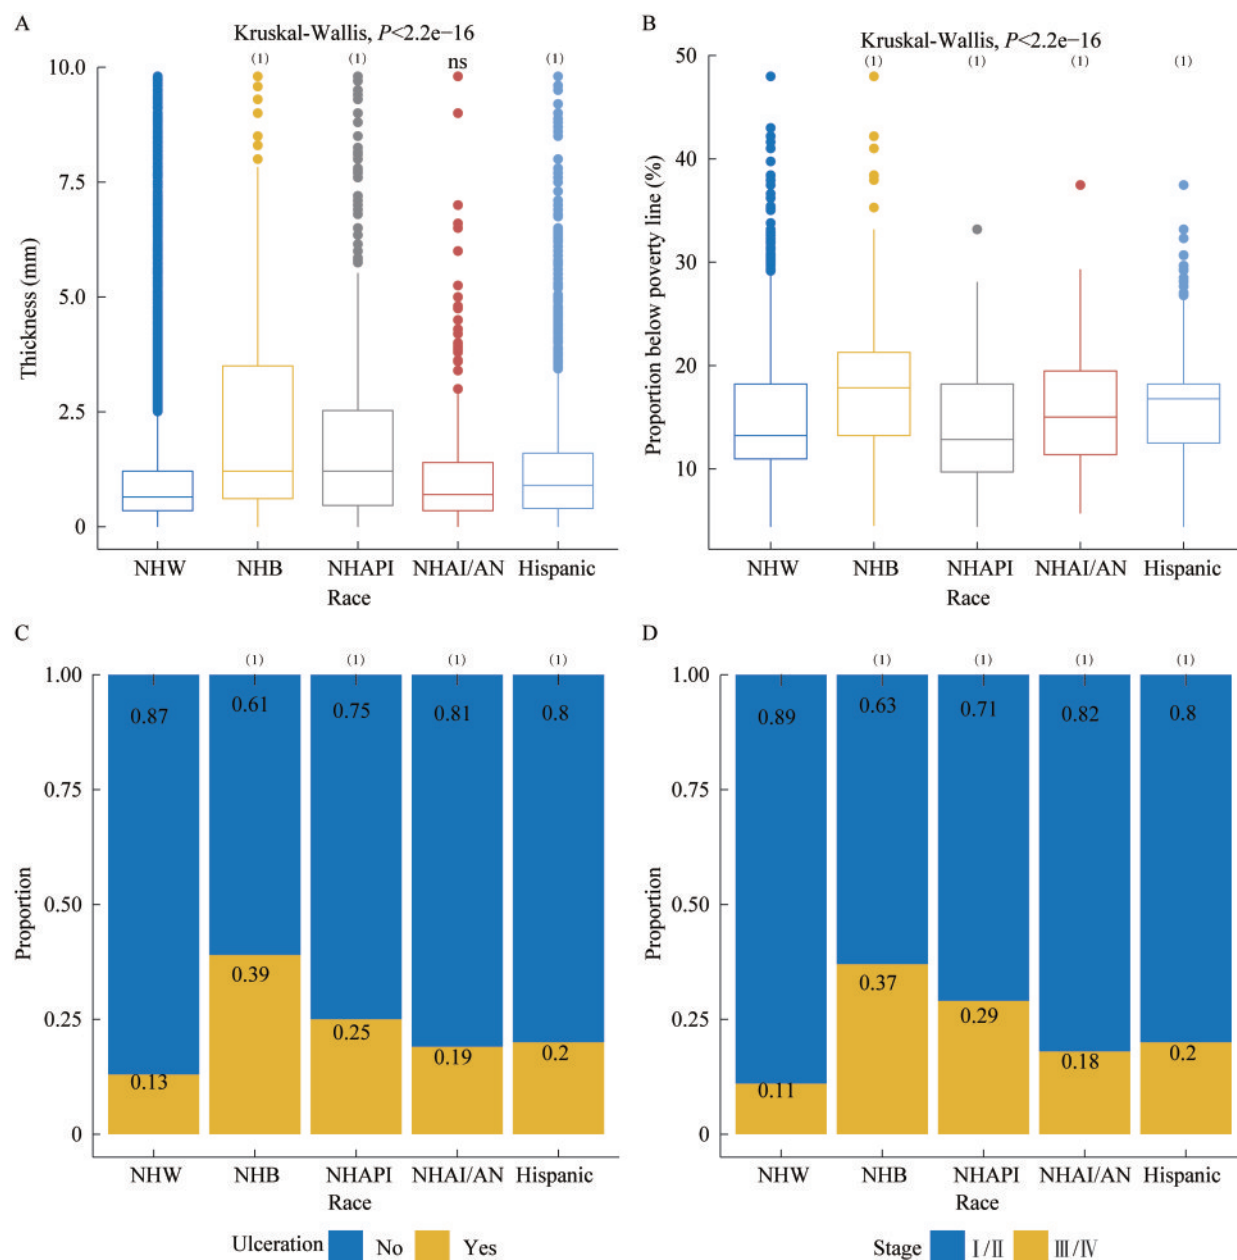 A
Kruskal-Wallis, P<2.2e−16
(1) (1) ns (1)
10.0
7.5
5.0
2.5
0
Thickness (mm)
NHW NHB NHAPI NHAI/AN Hispanic
Race
B
Kruskal-Wallis, P<2.2e−16
(1) (1) (1) (1)
50
40
30
20
10
Proportion below poverty line (%)
NHW NHB NHAPI NHAI/AN Hispanic
Race
C
(1) (1) (1) (1)
1.00
0.75
0.50
0.25
0
Proportion
0.87 0.61 0.75 0.81 0.8
0.13 0.39 0.25 0.19 0.2
NHW NHB NHAPI NHAI/AN Hispanic
Race
Ulceration No Yes
D
(1) (1) (1) (1)
1.00
0.75
0.50
0.25
0
Proportion
0.89 0.63 0.71 0.82 0.8
0.11 0.37 0.29 0.18 0.2
NHW NHB NHAPI NHAI/AN Hispanic
Race
Stage Ⅰ/Ⅱ Ⅲ/Ⅳ